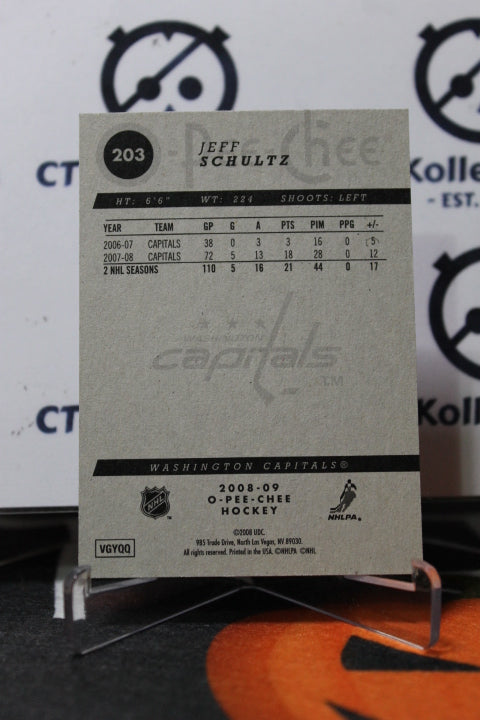 CT
Kolle
- EST.
CT
Koll
203
O-Pee-Chee
JEFF
SCHULTZ
HT: 6'6" WT: 224 SHOOTS: LEFT
YEAR TEAM GP G A PTS PIM PPG +/-
2006-07 CAPITALS 38 0 3 3 16 0 5
2007-08 CAPITALS 72 5 13 18 28 0 12
2 NHL SEASONS 110 5 16 21 44 0 17
WASHINGTON
capitals
TM
WASHINGTON CAPITALS®
2008-09
O-PEE-CHEE
HOCKEY
NHL
TM
NHLPA®
©2008 UDC.
985 Trade Drive, North Las Vegas, NV 89030.
All rights reserved. Printed in the USA. ©NHLPA ©NHL
VGYQQ